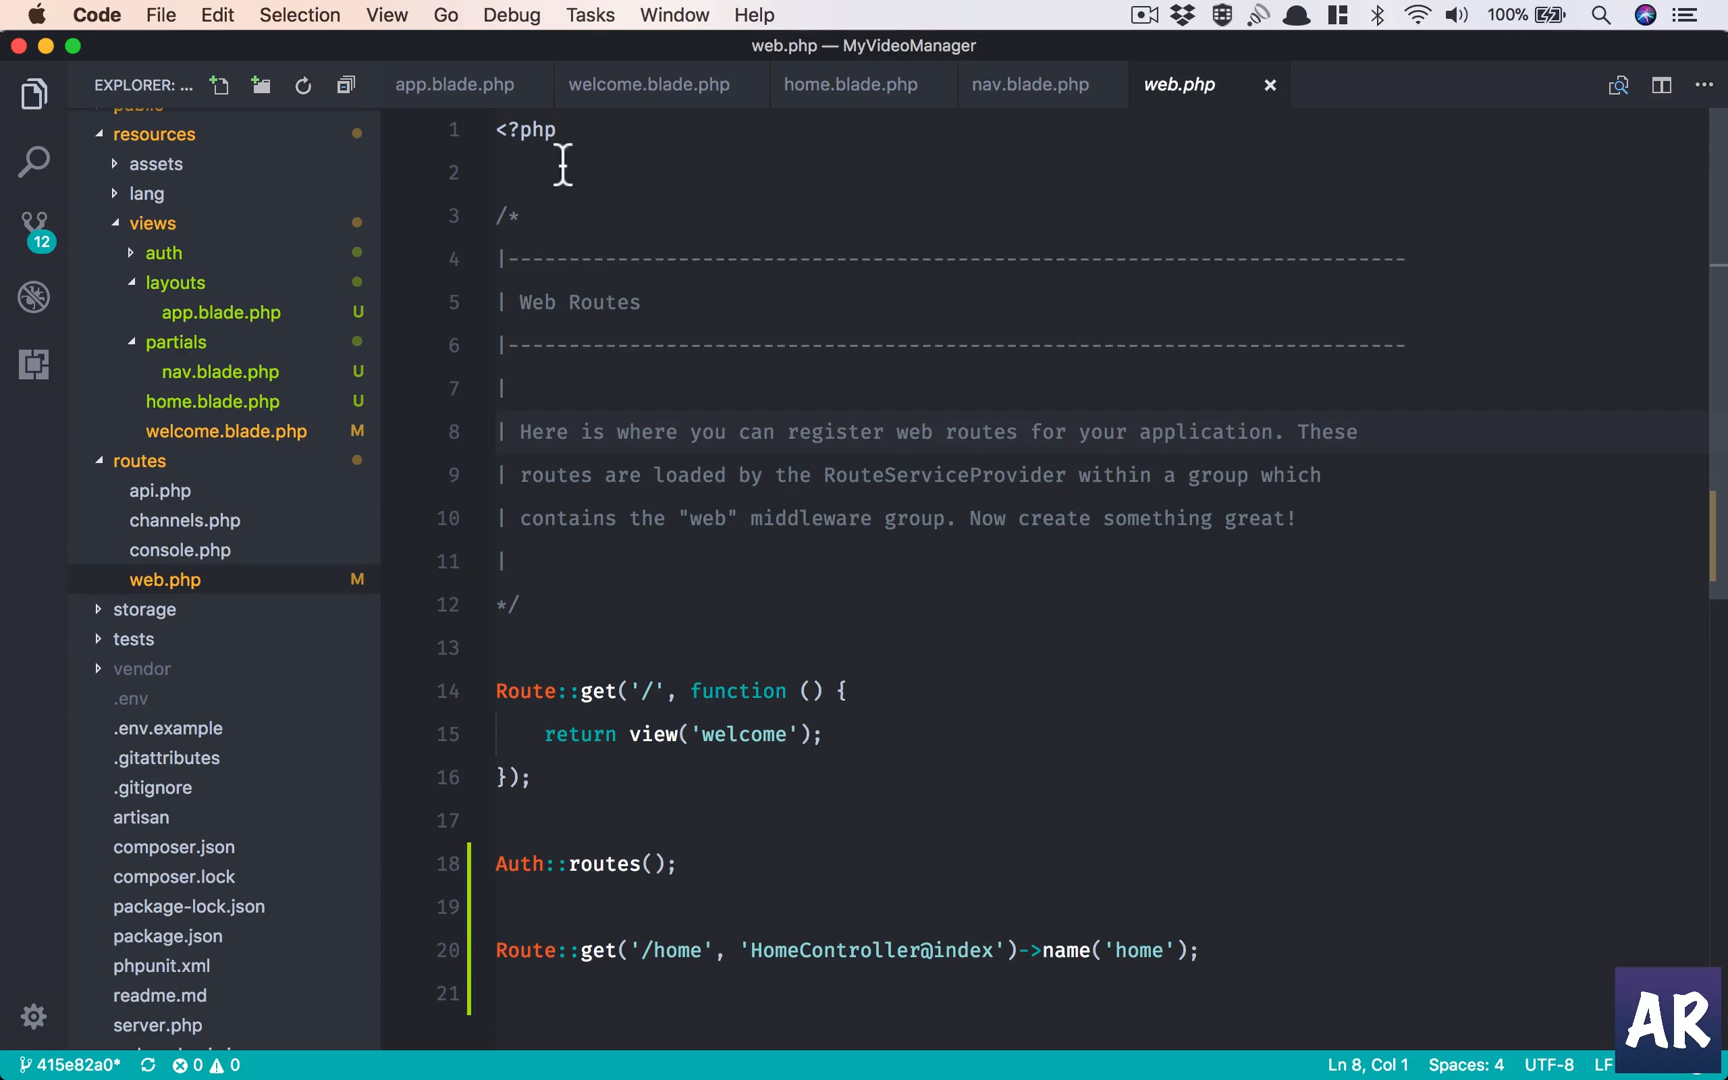 Code File Edit Selection View Go Debug Tasks Window Help 100%
web.php — MyVideoManager
EXPLORER: ...
app.blade.php welcome.blade.php home.blade.php nav.blade.php web.php
public
resources
assets
lang
views
auth
layouts
app.blade.php U
partials
nav.blade.php U
home.blade.php U
welcome.blade.php M
routes
api.php
channels.php
console.php
web.php M
storage
tests
vendor
.env
.env.example
.gitattributes
.gitignore
artisan
composer.json
composer.lock
package-lock.json
package.json
phpunit.xml
readme.md
server.php
12
1 <?php
2
3 /*
4 |--------------------------------------------------------------------------
5 | Web Routes
6 |--------------------------------------------------------------------------
7 |
8 | Here is where you can register web routes for your application. These
9 | routes are loaded by the RouteServiceProvider within a group which
10 | contains the "web" middleware group. Now create something great!
11 |
12 */
13
14 Route::get('/', function () {
15 return view('welcome');
16 });
17
18 Auth::routes();
19
20 Route::get('/home', 'HomeController@index')->name('home');
21
AR
415e82a0* 0 0 Ln 8, Col 1 Spaces: 4 UTF-8 LF